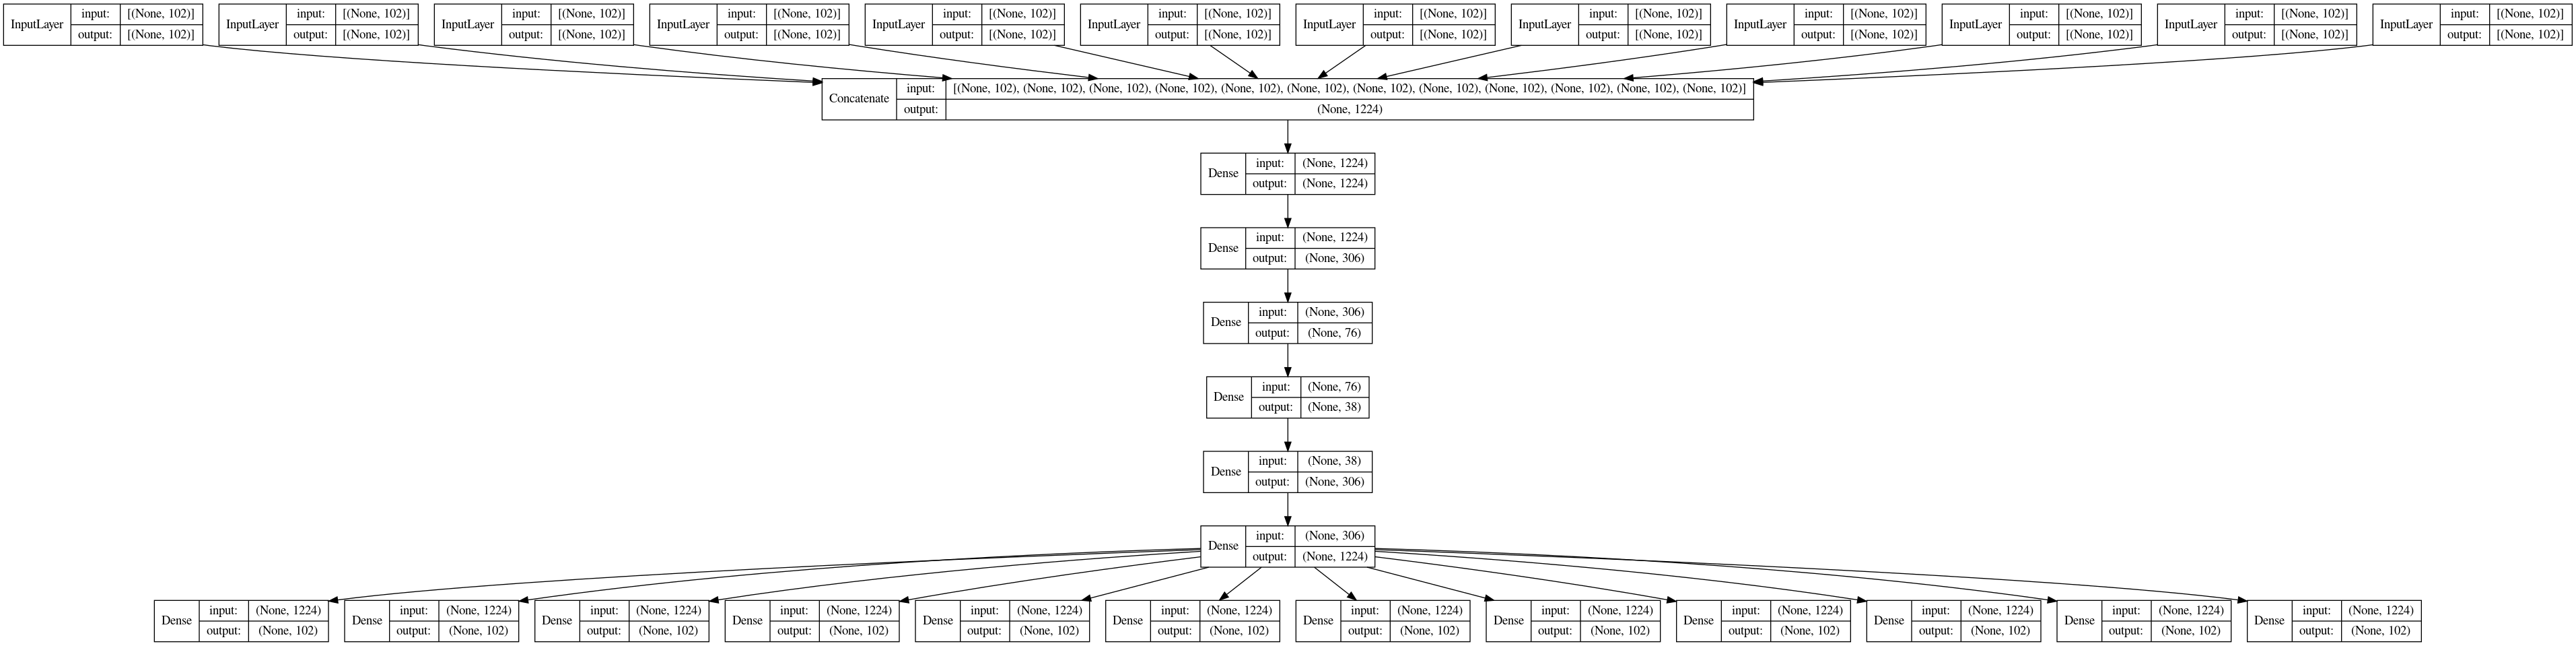 InputLayer
input: [(None, 102)]
output: [(None, 102)]
InputLayer
input: [(None, 102)]
output: [(None, 102)]
InputLayer
input: [(None, 102)]
output: [(None, 102)]
InputLayer
input: [(None, 102)]
output: [(None, 102)]
InputLayer
input: [(None, 102)]
output: [(None, 102)]
InputLayer
input: [(None, 102)]
output: [(None, 102)]
InputLayer
input: [(None, 102)]
output: [(None, 102)]
InputLayer
input: [(None, 102)]
output: [(None, 102)]
InputLayer
input: [(None, 102)]
output: [(None, 102)]
InputLayer
input: [(None, 102)]
output: [(None, 102)]
InputLayer
input: [(None, 102)]
output: [(None, 102)]
InputLayer
input: [(None, 102)]
output: [(None, 102)]
Concatenate
input: [(None, 102), (None, 102), (None, 102), (None, 102), (None, 102), (None, 102), (None, 102), (None, 102), (None, 102), (None, 102), (None, 102), (None, 102)]
output: (None, 1224)
Dense
input: (None, 1224)
output: (None, 1224)
Dense
input: (None, 1224)
output: (None, 306)
Dense
input: (None, 306)
output: (None, 76)
Dense
input: (None, 76)
output: (None, 38)
Dense
input: (None, 38)
output: (None, 306)
Dense
input: (None, 306)
output: (None, 1224)
Dense
input: (None, 1224)
output: (None, 102)
Dense
input: (None, 1224)
output: (None, 102)
Dense
input: (None, 1224)
output: (None, 102)
Dense
input: (None, 1224)
output: (None, 102)
Dense
input: (None, 1224)
output: (None, 102)
Dense
input: (None, 1224)
output: (None, 102)
Dense
input: (None, 1224)
output: (None, 102)
Dense
input: (None, 1224)
output: (None, 102)
Dense
input: (None, 1224)
output: (None, 102)
Dense
input: (None, 1224)
output: (None, 102)
Dense
input: (None, 1224)
output: (None, 102)
Dense
input: (None, 1224)
output: (None, 102)